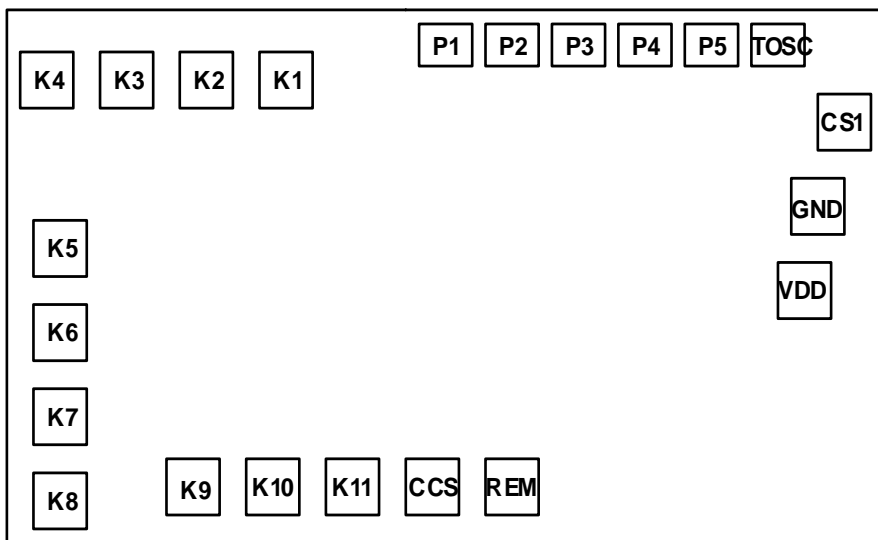 P1 P2 P3 P4 P5 TOSC
K4 K3 K2 K1
CS1
GND
K5
VDD
K6
K7
K9 K10 K11 CCS REM
K8